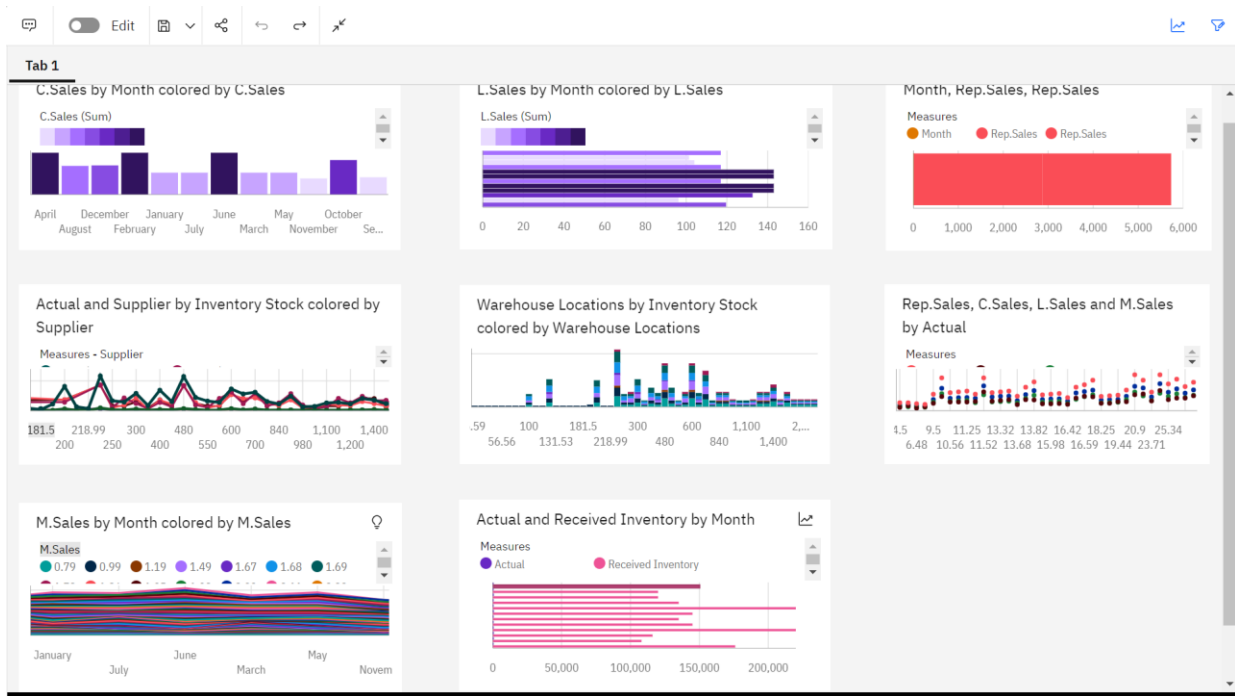 Edit
Tab 1
C.Sales by Month colored by C.Sales
C.Sales (Sum)
April December January June May October
August February July March November Se...
L.Sales by Month colored by L.Sales
L.Sales (Sum)
0 20 40 60 80 100 120 140 160
Month, Rep.Sales, Rep.Sales
Measures
Month Rep.Sales Rep.Sales
0 1,000 2,000 3,000 4,000 5,000 6,000
Actual and Supplier by Inventory Stock colored by
Supplier
Measures - Supplier
181.5 218.99 300 480 600 840 1,100 1,400
200 250 400 550 700 980 1,200
Warehouse Locations by Inventory Stock
colored by Warehouse Locations
.59 100 181.5 300 600 1,100 2,...
56.56 131.53 218.99 480 840 1,400
Rep.Sales, C.Sales, L.Sales and M.Sales
by Actual
Measures
4.5 9.5 11.25 13.32 13.82 16.42 18.25 20.9 25.34
6.48 10.56 11.52 13.68 15.98 16.59 19.44 23.71
M.Sales by Month colored by M.Sales
M.Sales
0.79 0.99 1.19 1.49 1.67 1.68 1.69
January June May
July March Novem
Actual and Received Inventory by Month
Measures
Actual Received Inventory
0 50,000 100,000 150,000 200,000